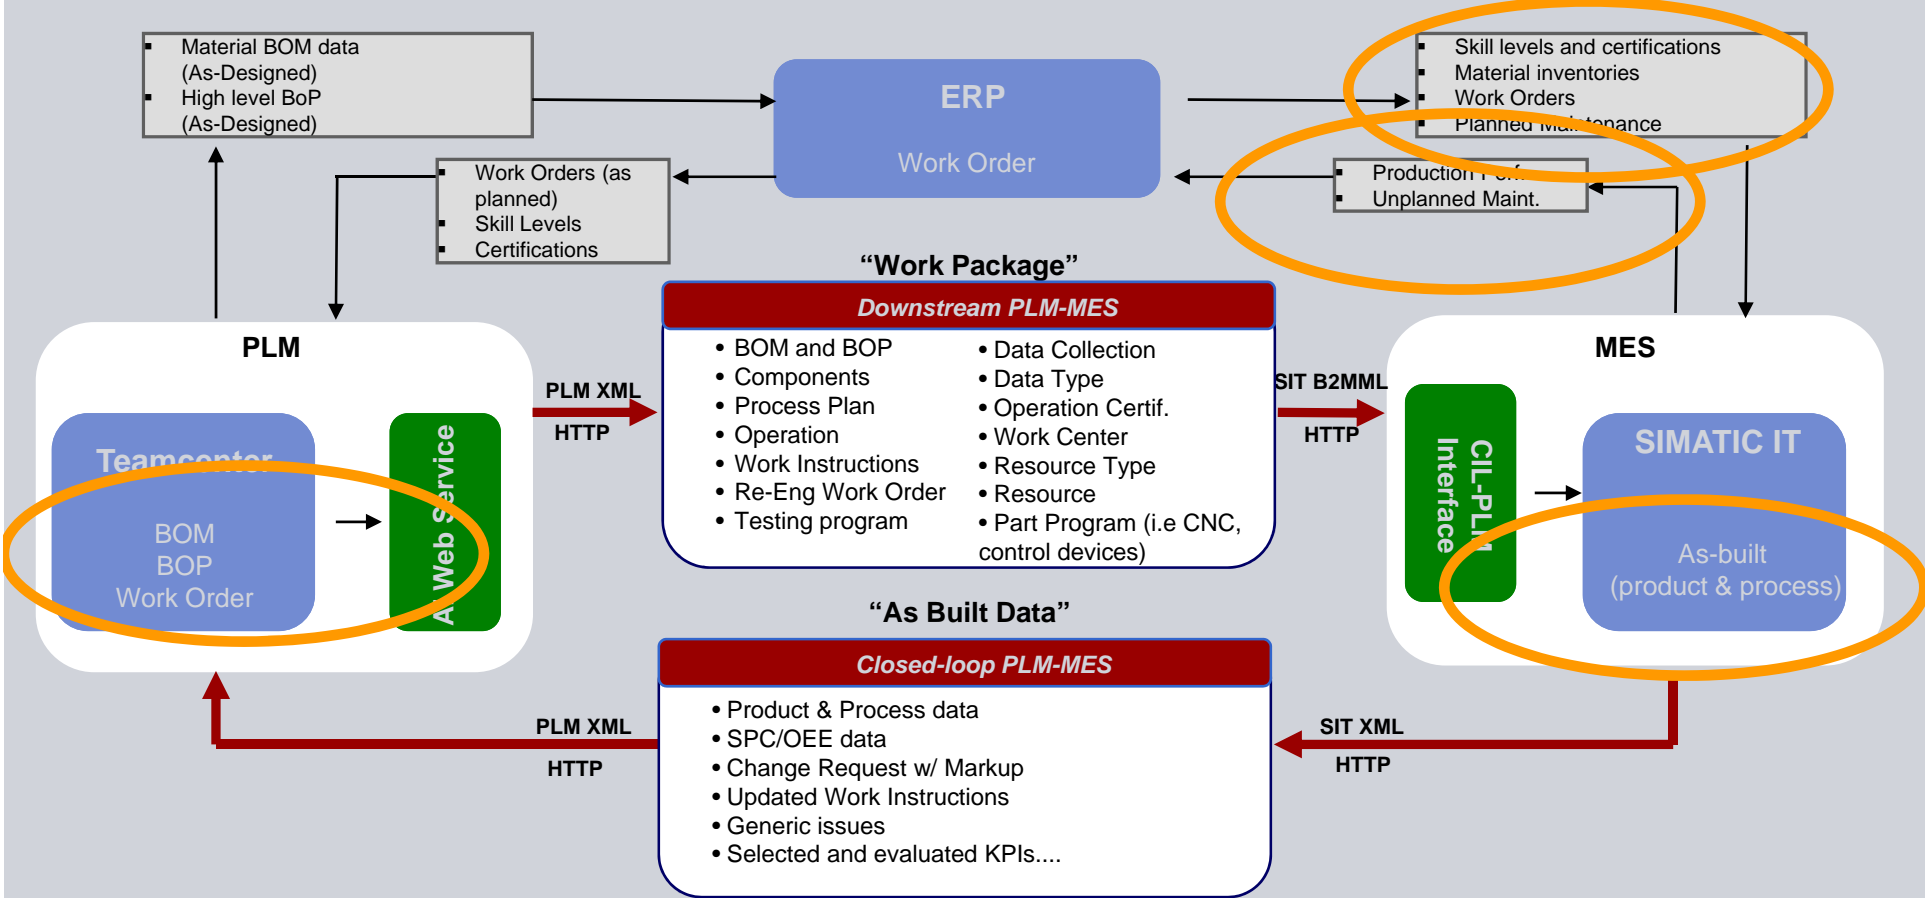 Material BOM data
(As-Designed)
High level BoP
(As-Designed)
ERP
Work Order
Skill levels and certifications
Material inventories
Work Orders
Planned Maintenance
Work Orders (as
planned)
Skill Levels
Certifications
Production
Unplanned Maint.
“Work Package”
Downstream PLM-MES
• BOM and BOP
• Components
• Process Plan
• Operation
• Work Instructions
• Re-Eng Work Order
• Testing program
• Data Collection
• Data Type
• Operation Certif.
• Work Center
• Resource Type
• Resource
• Part Program (i.e CNC,
control devices)
PLM
Teamcenter
BOM
BOP
Work Order
AI Web Service
PLM XML
HTTP
SIT B2MML
HTTP
MES
CIL-PLM
Interface
SIMATIC IT
As-built
(product & process)
“As Built Data”
Closed-loop PLM-MES
• Product & Process data
• SPC/OEE data
• Change Request w/ Markup
• Updated Work Instructions
• Generic issues
• Selected and evaluated KPIs....
PLM XML
HTTP
SIT XML
HTTP